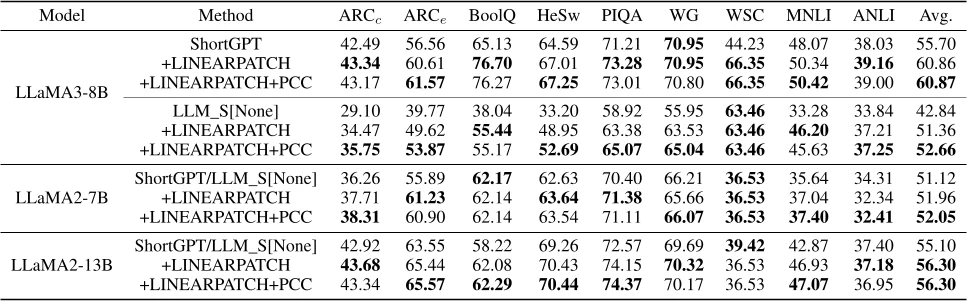 Model Method ARCc ARCe BoolQ HeSw PIQA WG WSC MNLI ANLI Avg.
ShortGPT 42.49 56.56 65.13 64.59 71.21 70.95 44.23 48.07 38.03 55.70
+LINEARPATCH 43.34 60.61 76.70 67.01 73.28 70.95 66.35 50.34 39.16 60.86
+LINEARPATCH+PCC 43.17 61.57 76.27 67.25 73.01 70.80 66.35 50.42 39.00 60.87
LLaMA3-8B
LLM_S[None] 29.10 39.77 38.04 33.20 58.92 55.95 63.46 33.28 33.84 42.84
+LINEARPATCH 34.47 49.62 55.44 48.95 63.38 63.53 63.46 46.20 37.21 51.36
+LINEARPATCH+PCC 35.75 53.87 55.17 52.69 65.07 65.04 63.46 45.63 37.25 52.66
ShortGPT/LLM_S[None] 36.26 55.89 62.17 62.63 70.40 66.21 36.53 35.64 34.31 51.12
LLaMA2-7B +LINEARPATCH 37.71 61.23 62.14 63.64 71.38 65.66 36.53 37.04 32.34 51.96
+LINEARPATCH+PCC 38.31 60.90 62.14 63.54 71.11 66.07 36.53 37.40 32.41 52.05
ShortGPT/LLM_S[None] 42.92 63.55 58.22 69.26 72.57 69.69 39.42 42.87 37.40 55.10
LLaMA2-13B +LINEARPATCH 43.68 65.44 62.08 70.43 74.15 70.32 36.53 46.93 37.18 56.30
+LINEARPATCH+PCC 43.34 65.57 62.29 70.44 74.37 70.17 36.53 47.07 36.95 56.30